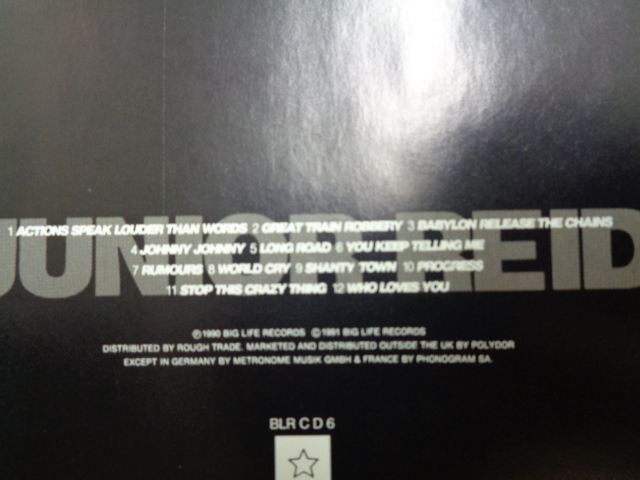 JUNIOR REID
1 ACTIONS SPEAK LOUDER THAN WORDS 2 GREAT TRAIN ROBBERY 3 BABYLON RELEASE THE CHAINS
4 JOHNNY JOHNNY 5 LONG ROAD 6 YOU KEEP TELLING ME
7 RUMOURS 8 WORLD CRY 9 SHANTY TOWN 10 PROGRESS
11 STOP THIS CRAZY THING 12 WHO LOVES YOU
℗1990 BIG LIFE RECORDS ©1991 BIG LIFE RECORDS
DISTRIBUTED BY ROUGH TRADE. MARKETED AND DISTRIBUTED OUTSIDE THE UK BY POLYDOR
EXCEPT IN GERMANY BY METRONOME MUSIK GMBH & FRANCE BY PHONOGRAM SA.
BLR C D 6